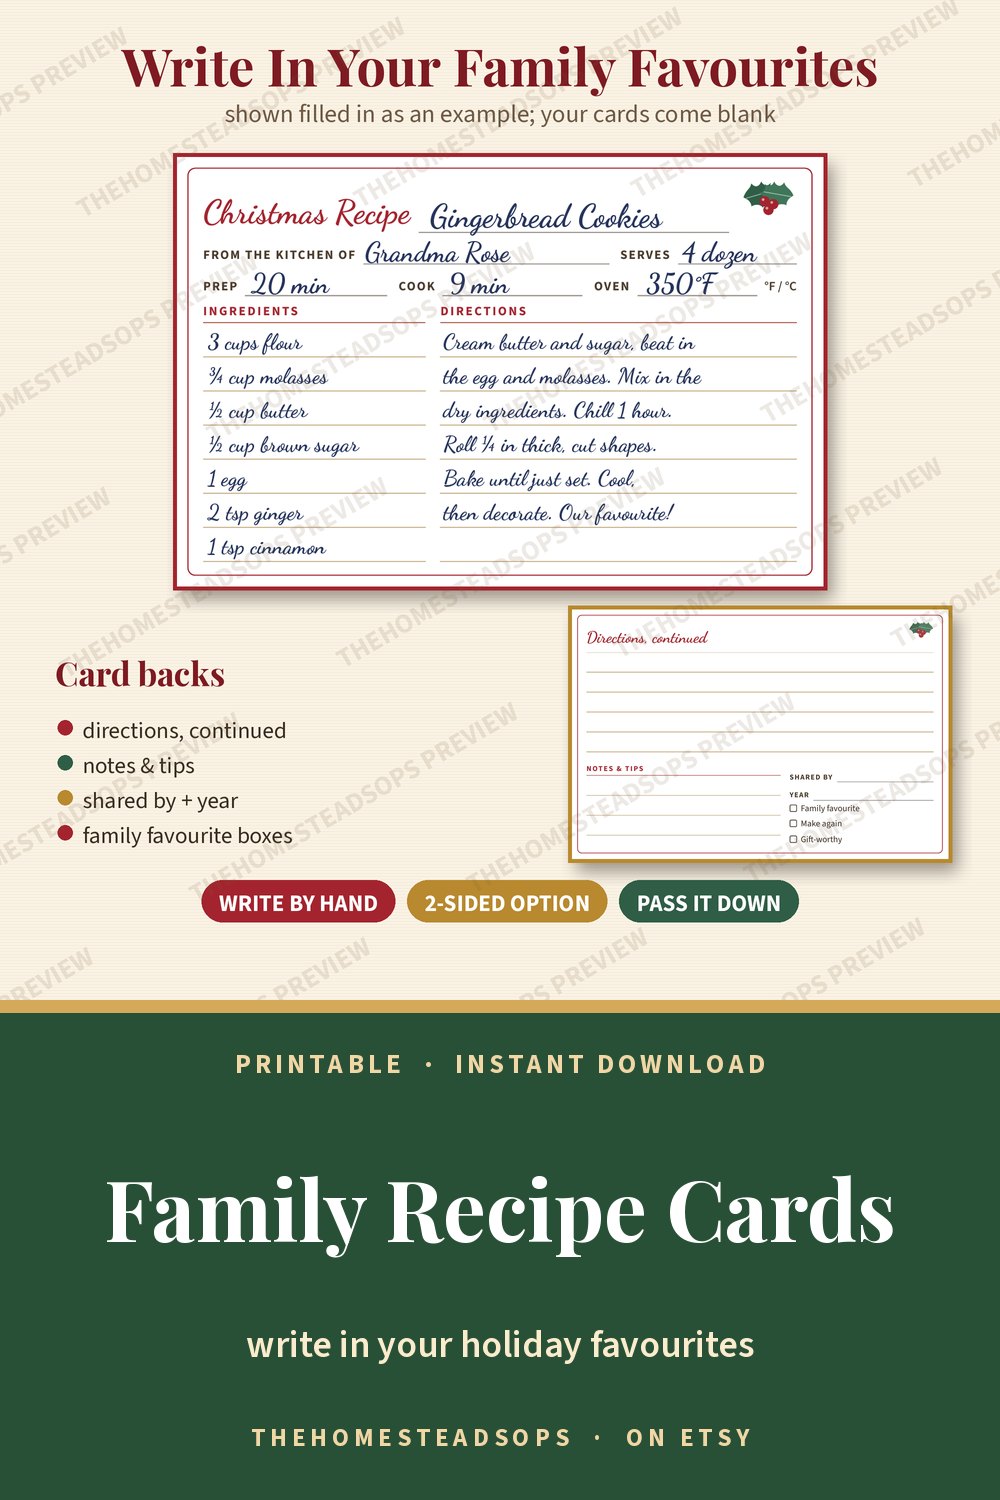 Write In Your Family Favourites
shown filled in as an example; your cards come blank
Christmas Recipe Gingerbread Cookies
FROM THE KITCHEN OF Grandma Rose SERVES 4 dozen
PREP 20 min COOK 9 min OVEN 350°F °F / °C
INGREDIENTS
3 cups flour
¾ cup molasses
½ cup butter
½ cup brown sugar
1 egg
2 tsp ginger
1 tsp cinnamon
DIRECTIONS
Cream butter and sugar, beat in
the egg and molasses. Mix in the
dry ingredients. Chill 1 hour.
Roll ¼ in thick, cut shapes.
Bake until just set. Cool,
then decorate. Our favourite!
Card backs
directions, continued
notes & tips
shared by + year
family favourite boxes
Directions, continued
NOTES & TIPS
SHARED BY
YEAR
Family favourite
Make again
Gift-worthy
WRITE BY HAND
2-SIDED OPTION
PASS IT DOWN
THEHOMESTEADSOPS PREVIEW
PRINTABLE · INSTANT DOWNLOAD
Family Recipe Cards
write in your holiday favourites
THEHOMESTEADSOPS · ON ETSY